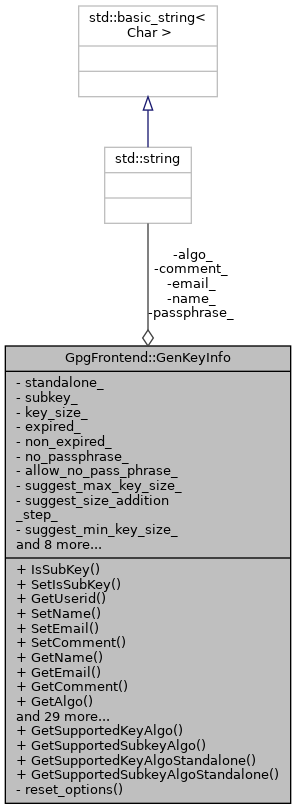 std::basic_string<
Char >
std::string
-algo_
-comment_
-email_
-name_
-passphrase_
GpgFrontend::GenKeyInfo
- standalone_
- subkey_
- key_size_
- expired_
- non_expired_
- no_passphrase_
- allow_no_pass_phrase_
- suggest_max_key_size_
- suggest_size_addition
_step_
- suggest_min_key_size_
and 8 more...
+ IsSubKey()
+ SetIsSubKey()
+ GetUserid()
+ SetName()
+ SetEmail()
+ SetComment()
+ GetName()
+ GetEmail()
+ GetComment()
+ GetAlgo()
and 29 more...
+ GetSupportedKeyAlgo()
+ GetSupportedSubkeyAlgo()
+ GetSupportedKeyAlgoStandalone()
+ GetSupportedSubkeyAlgoStandalone()
- reset_options()